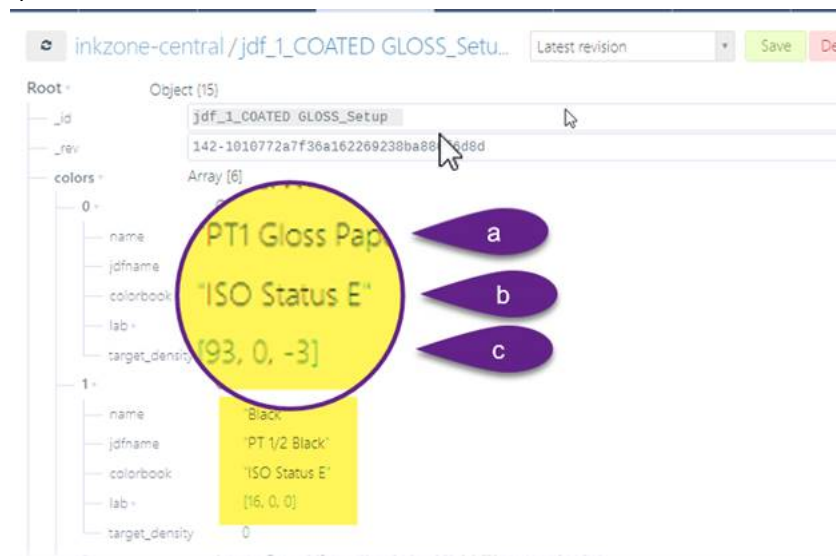 inkzone-central / jdf_1_COATED GLOSS_Setu... Latest revision Save De
Root Object {15}
_id jdf_1_COATED GLOSS_Setup
_rev 142-1010772a7f36a162269238ba88
colors Array [6]
0
name PT1 Gloss Pap a
jdfname
colorbook "ISO Status E" b
lab
target_density [93, 0, -3] c
1
name "Black"
jdfname "PT 1/2 Black"
colorbook "ISO Status E"
lab [16, 0, 0]
target_density 0